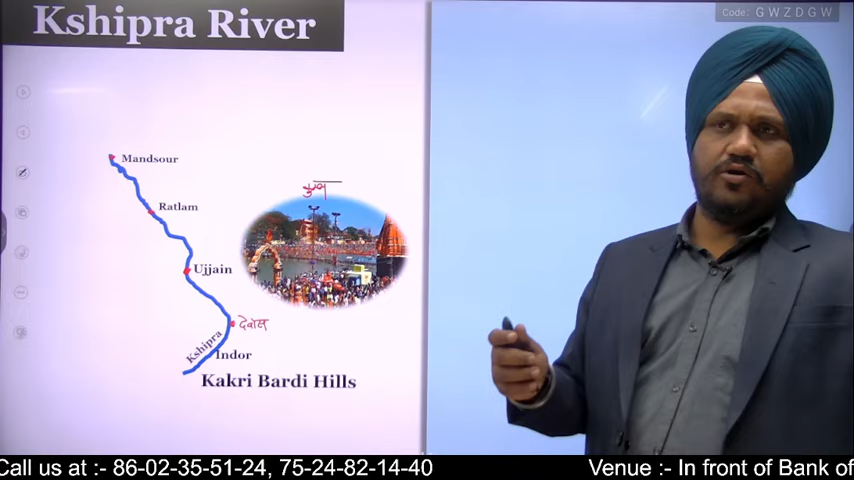 Kshipra River
Code: GWZDGW
Mandsour
Ratlam
कुम्भ
Ujjain
देवास
Kshipra
Indor
Kakri Bardi Hills
Call us at :- 86-02-35-51-24, 75-24-82-14-40
Venue :- In front of Bank of